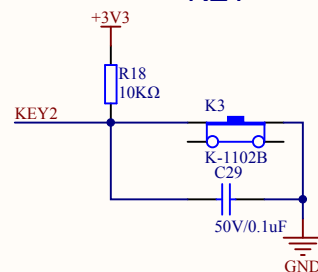 +3V3
R18
10KΩ
KEY2
K3
K-1102B
C29
50V/0.1uF
GND